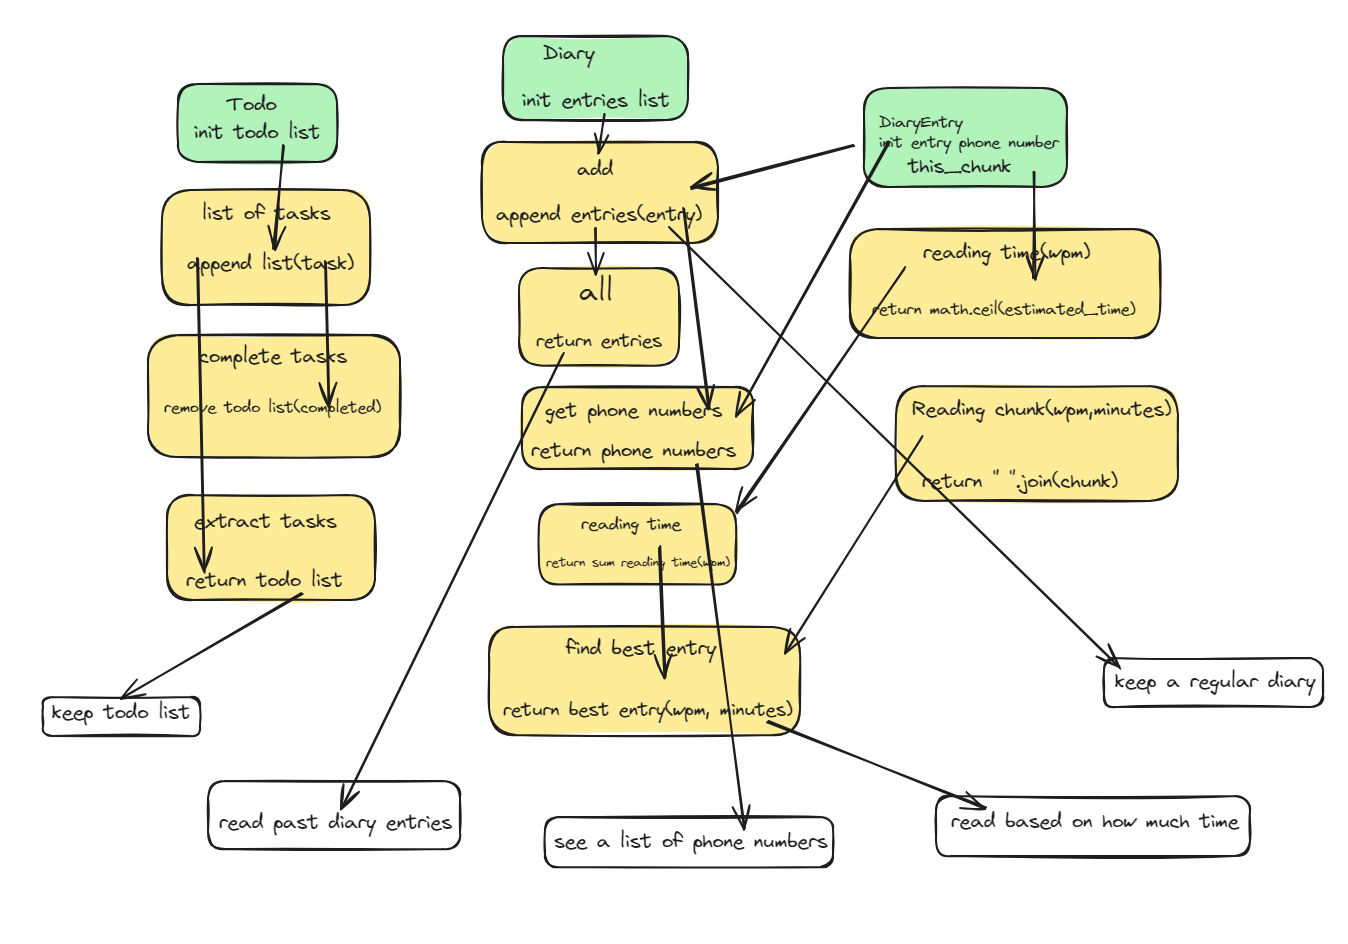 Todo
init todo list
list of tasks
append list(task)
complete tasks
remove todo list(completed)
extract tasks
return todo list
keep todo list
Diary
init entries list
add
append entries(entry)
all
return entries
get phone numbers
return phone numbers
reading time
return sum reading time(wpm)
find best entry
return best entry(wpm, minutes)
DiaryEntry
init entry phone number
this_chunk
reading time(wpm)
return math.ceil(estimated_time)
Reading chunk(wpm,minutes)
return " ".join(chunk)
keep a regular diary
read past diary entries
see a list of phone numbers
read based on how much time